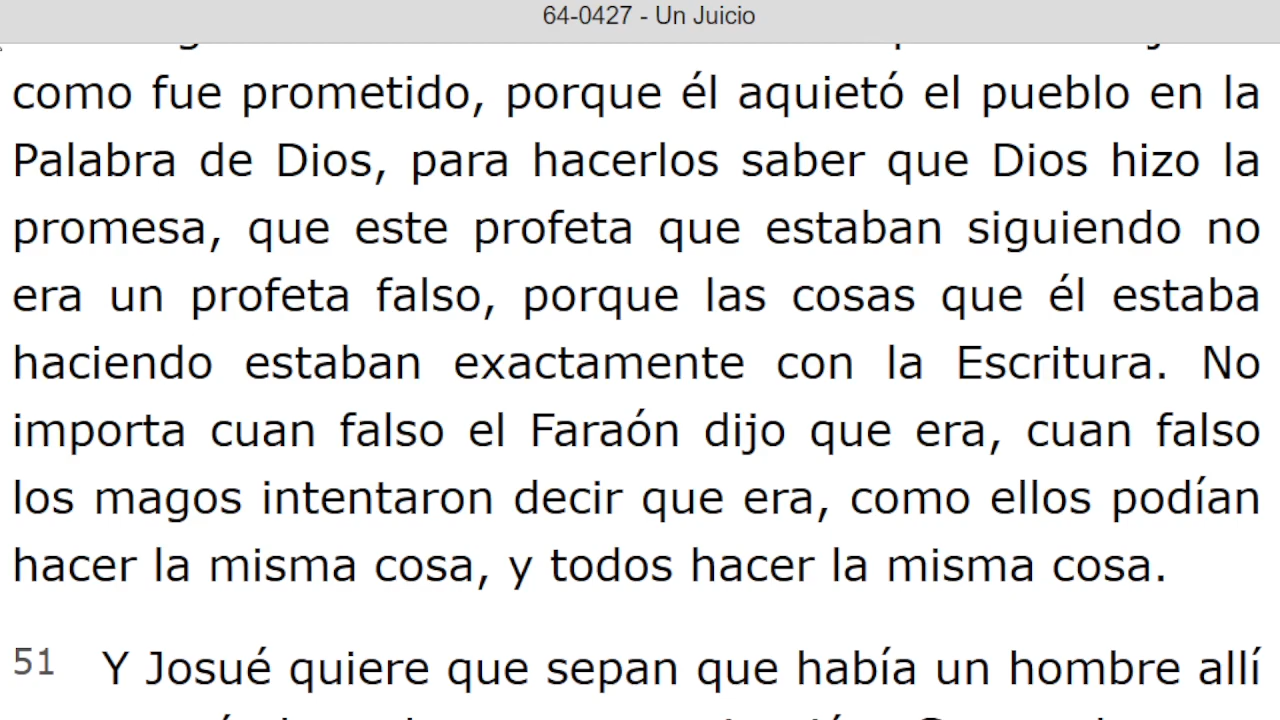 64-0427 - Un Juicio
como fue prometido, porque él aquietó el pueblo en la
Palabra de Dios, para hacerlos saber que Dios hizo la
promesa, que este profeta que estaban siguiendo no
era un profeta falso, porque las cosas que él estaba
haciendo estaban exactamente con la Escritura. No
importa cuan falso el Faraón dijo que era, cuan falso
los magos intentaron decir que era, como ellos podían
hacer la misma cosa, y todos hacer la misma cosa.
51 Y Josué quiere que sepan que había un hombre allí